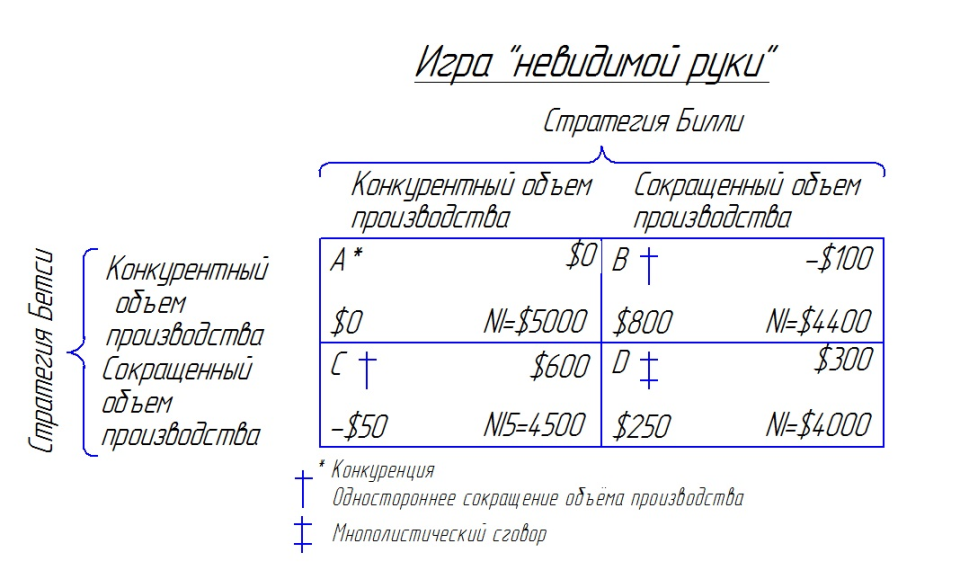 Игра "невидимой руки"
Стратегия Билли
Конкурентный объем
производства
Сокращенный объем
производства
Стратегия Бетси
Конкурентный
объем
производства
Сокращенный
объем
производства
A * $0
$0 NI=$5000
B † -$100
$800 NI=$4400
C † $600
-$50 NI5=4500
D ‡ $300
$250 NI=$4000
* Конкуренция
† Одностороннее сокращение объёма производства
‡ Мнополистический сговор